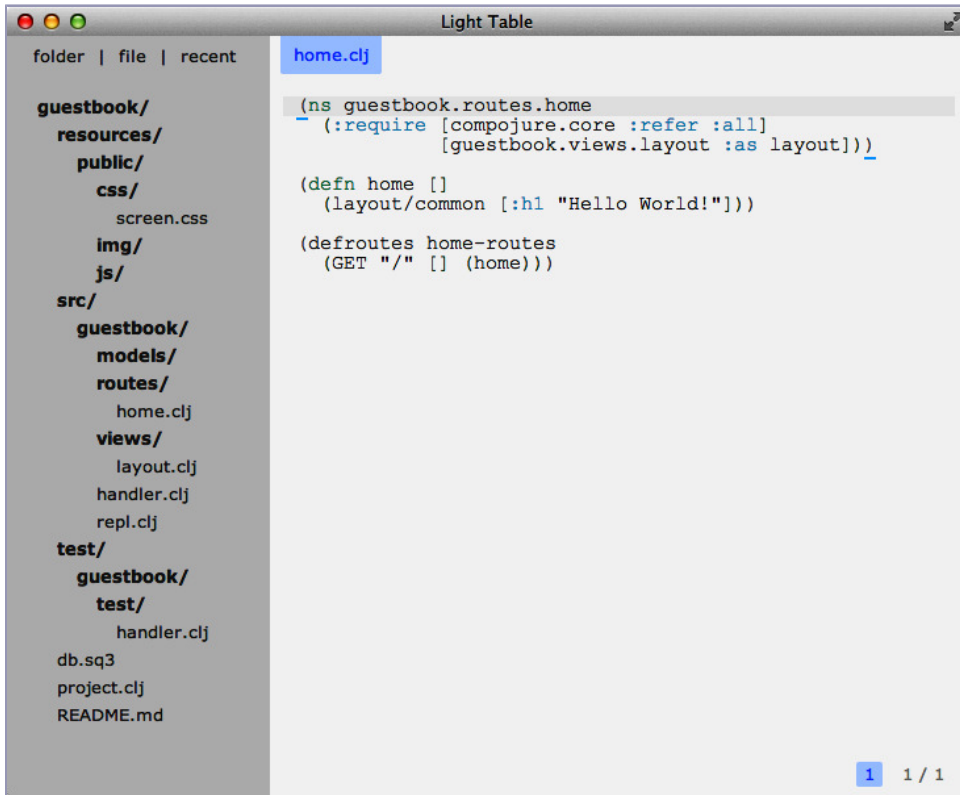 Light Table
folder | file | recent
guestbook/
resources/
public/
css/
screen.css
img/
js/
src/
guestbook/
models/
routes/
home.clj
views/
layout.clj
handler.clj
repl.clj
test/
guestbook/
test/
handler.clj
db.sq3
project.clj
README.md
home.clj
(ns guestbook.routes.home
  (:require [compojure.core :refer :all]
            [guestbook.views.layout :as layout]))
(defn home []
  (layout/common [:h1 "Hello World!"]))
(defroutes home-routes
  (GET "/" [] (home)))
1 1 / 1